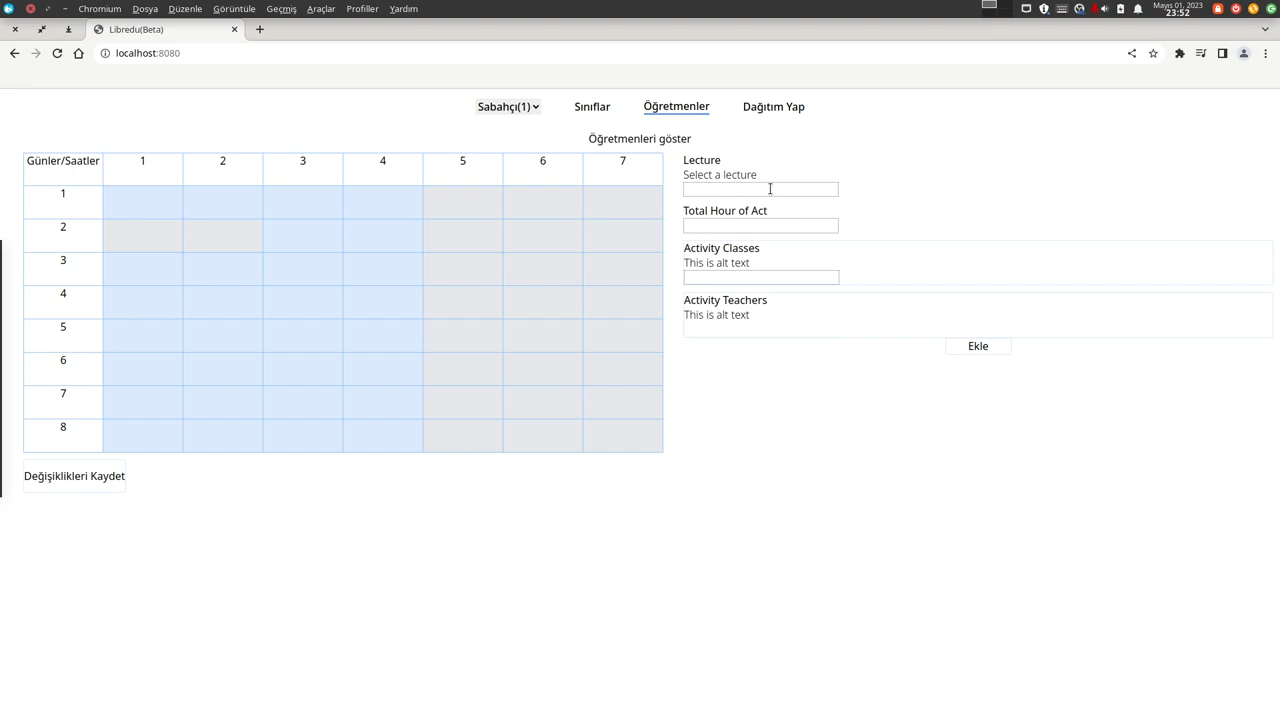 Chromium Dosya Düzenle Görüntüle Geçmiş Araçlar Profiller Yardım
Mayıs 01, 2023
23:52
Libredu(Beta)
localhost:8080
Sabahçı(1) Sınıflar Öğretmenler Dağıtım Yap
Öğretmenleri göster
Günler/Saatler 1 2 3 4 5 6 7
1
2
3
4
5
6
7
8
Değişiklikleri Kaydet
Lecture
Select a lecture
Total Hour of Act
Activity Classes
This is alt text
Activity Teachers
This is alt text
Ekle